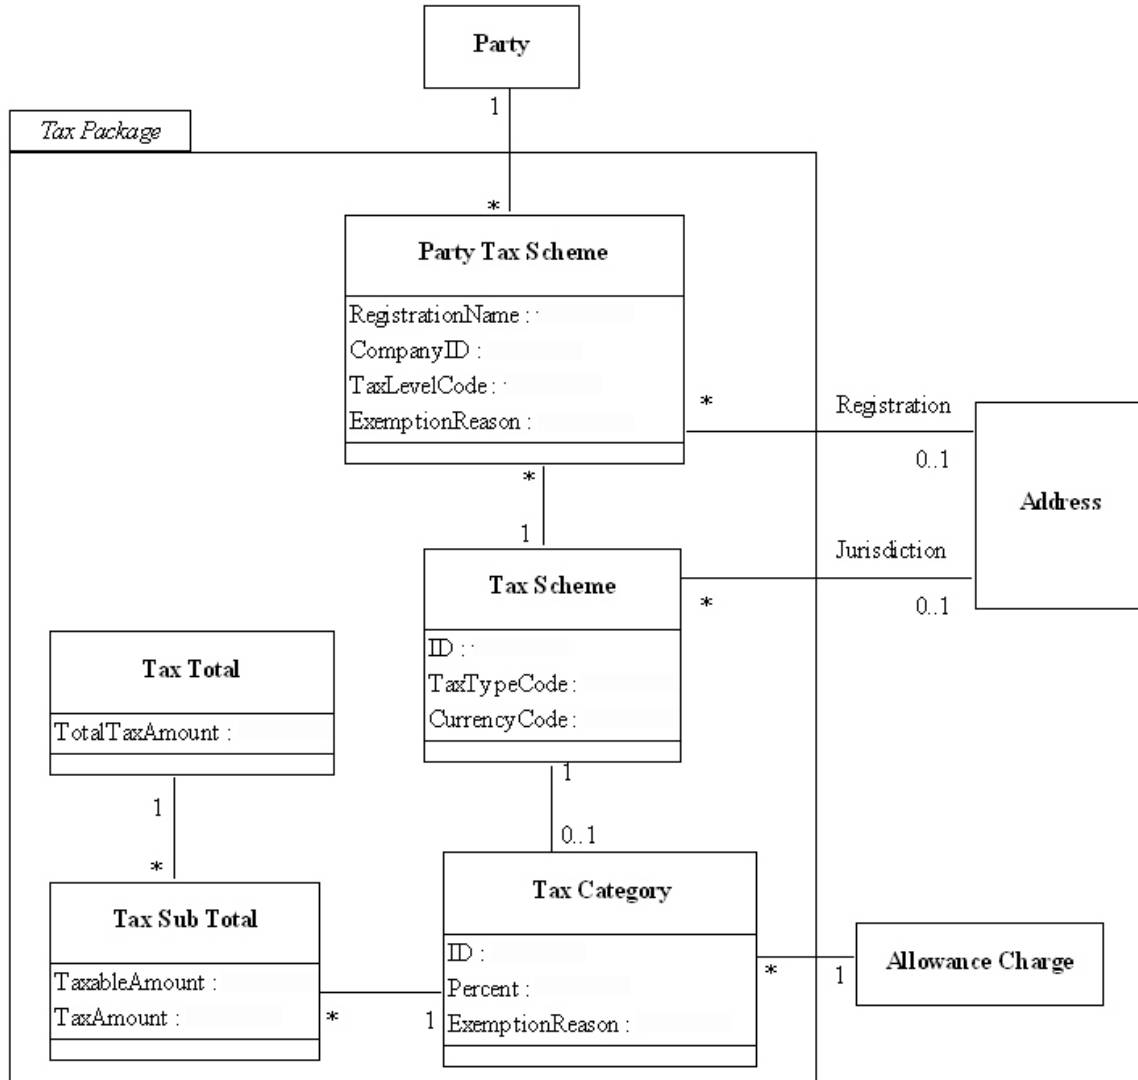 Party
1
Tax Package
*
Party Tax Scheme
RegistrationName :
CompanyID :
TaxLevelCode :
ExemptionReason :
*
Registration
0..1
Address
*
1
Tax Scheme
Jurisdiction
*
0..1
ID :
TaxTypeCode :
CurrencyCode :
Tax Total
TotalTaxAmount :
1
0..1
1
*
Tax Category
ID :
Percent :
ExemptionReason :
Tax Sub Total
TaxableAmount :
TaxAmount :
*
1
*
1
Allowance Charge